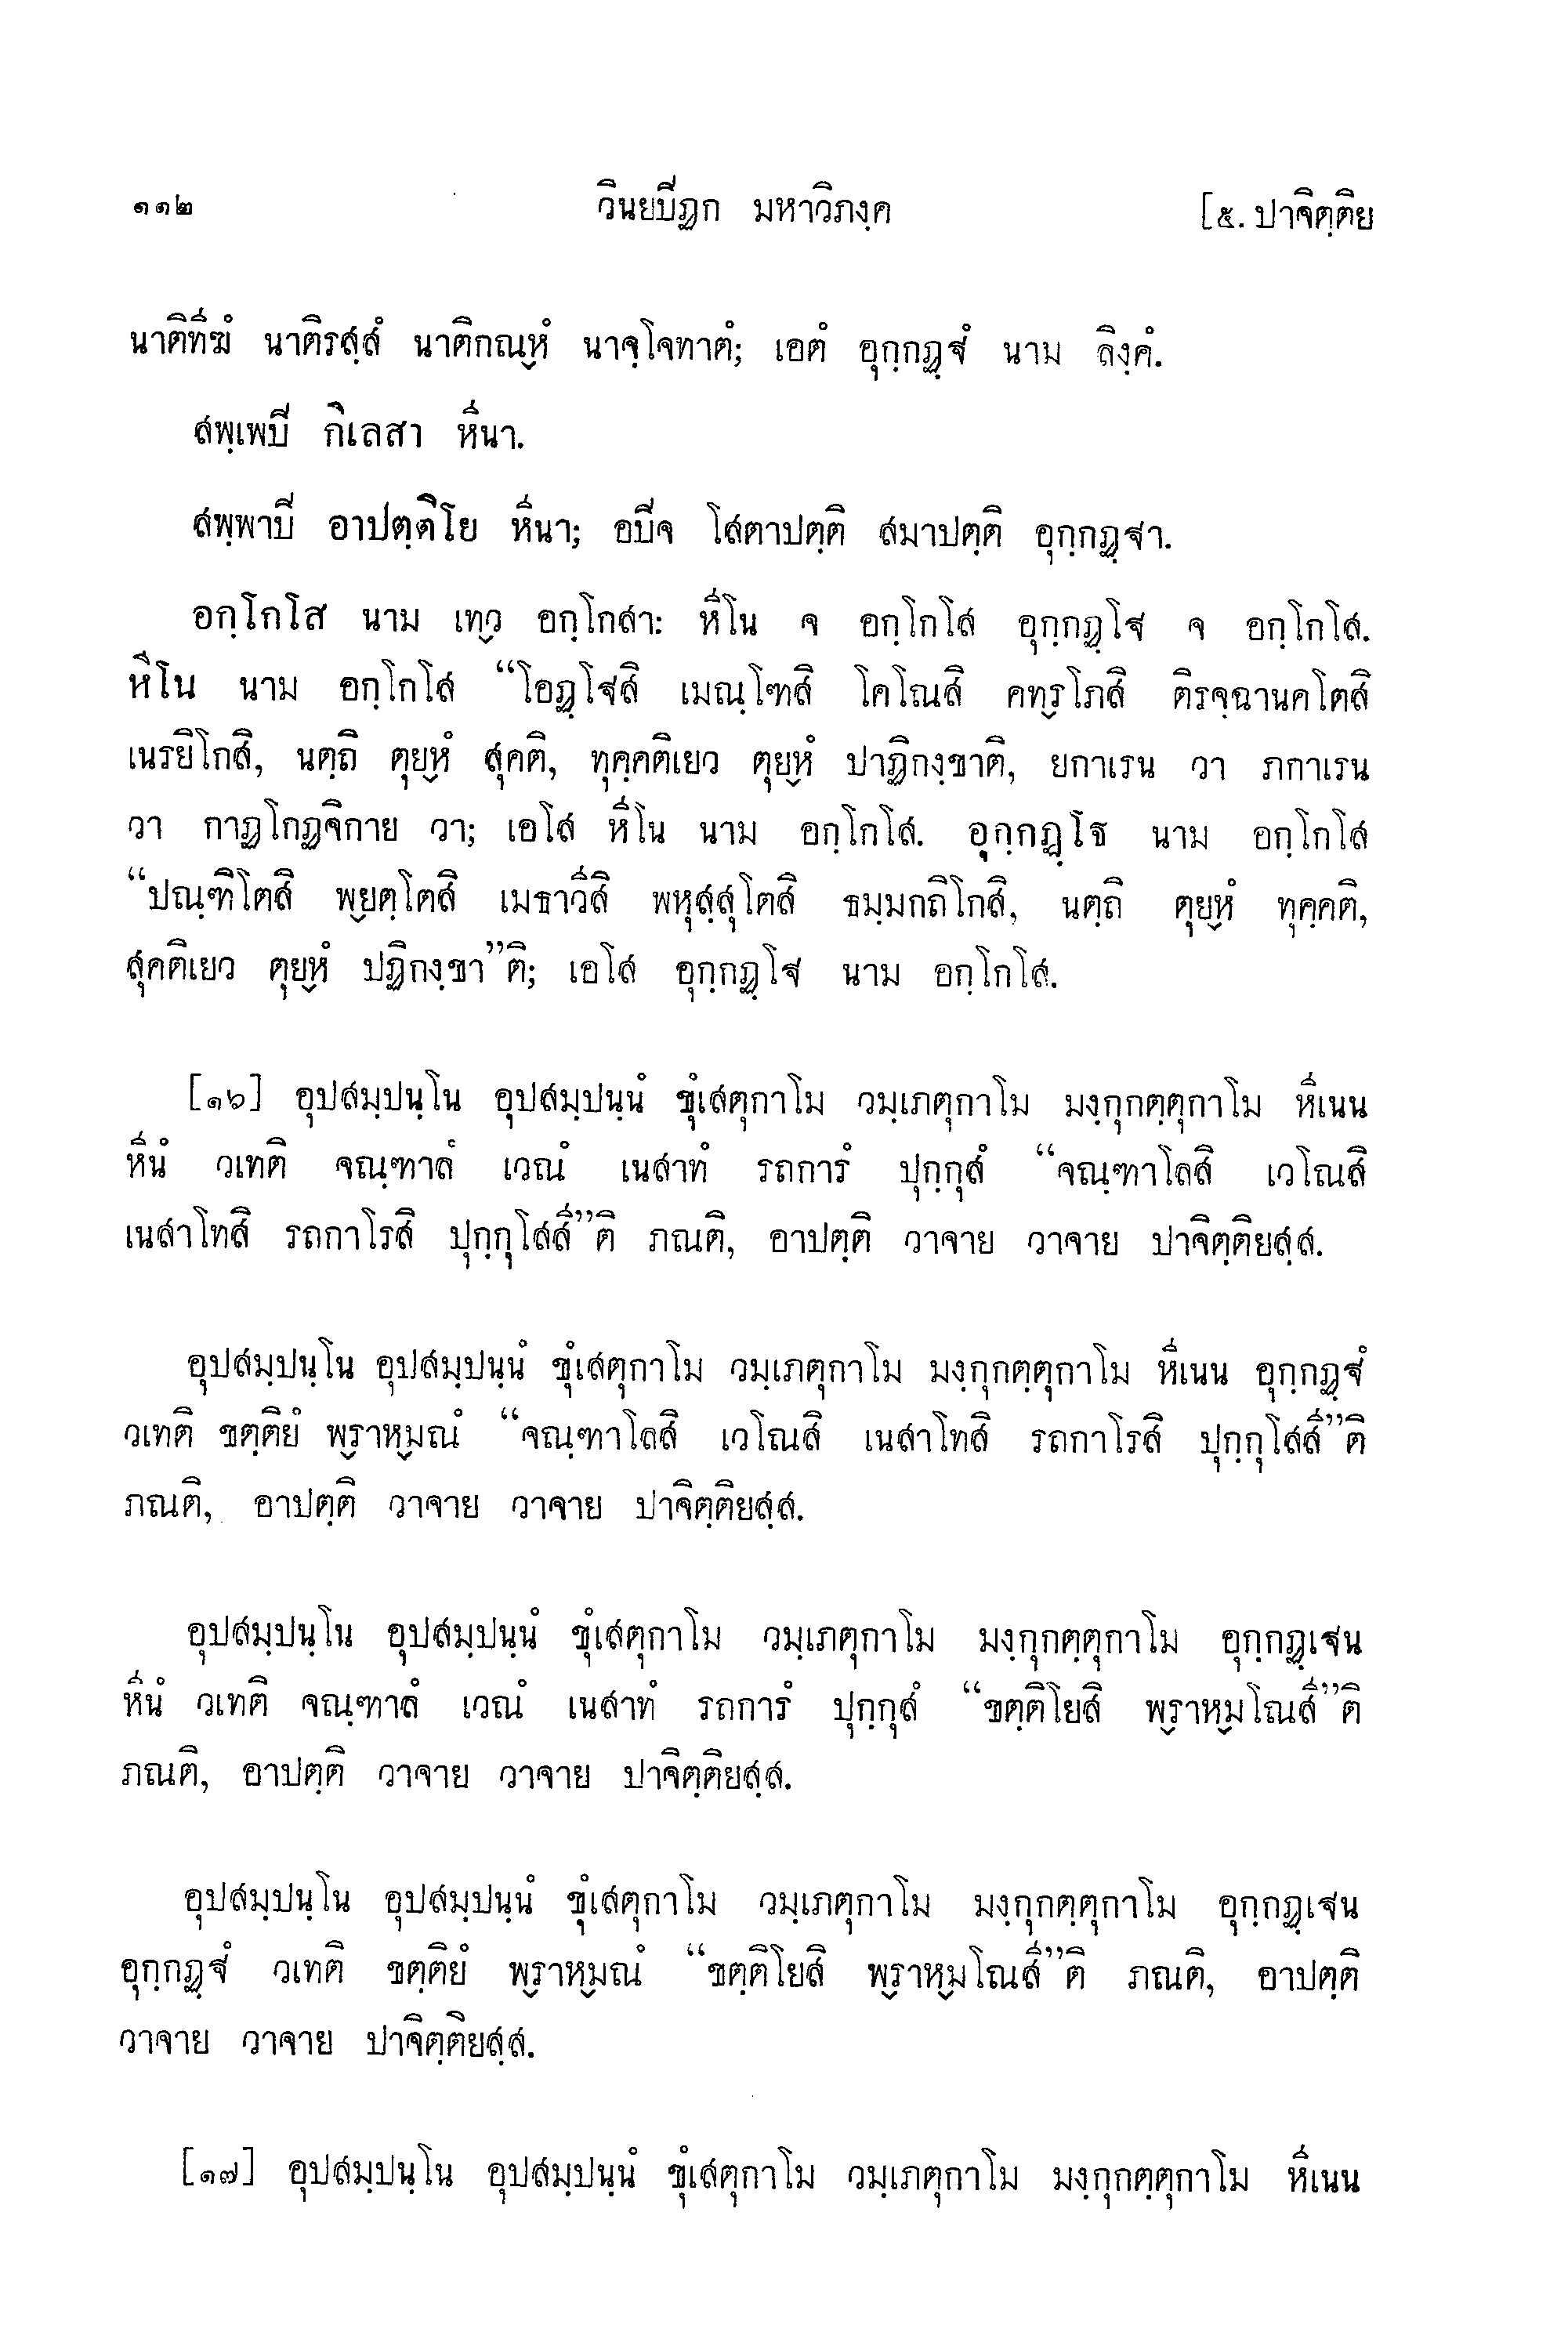 ๑๑๒ วินยปิฏก มหาวิภงฺค [๕. ปาจิตฺติย
นาติทีฆํ นาติรสฺสํ นาติกณฺหํ นาจฺโจทาตํ; เอตํ อุกฺกฏฺฐํ นาม ลิงฺคํ.
สพฺเพปิ กิเลสา หีนา.
สพฺพาปิ อาปตฺติโย หีนา; อปิจ โสตาปตฺติ สมาปตฺติ อุกฺกฏฺฐา.
อกฺโกโส นาม เทฺว อกฺโกสา: หีโน จ อกฺโกโส อุกฺกฏฺโฐ จ อกฺโกโส.
หีโน นาม อกฺโกโส “โอฏฺโฐสิ เมณฺโฑสิ โคโณสิ คทฺรโภสิ ติรจฺฉานคโตสิ
เนรยิโกสิ, นตฺถิ ตุยฺหํ สุคติ, ทุคฺคติเยว ตุยฺหํ ปาฏิกงฺขาติ, ยกาเรน วา ภกาเรน
วา กาฏโกฏจิกาย วา; เอโส หีโน นาม อกฺโกโส. อุกฺกฏฺโฐ นาม อกฺโกโส
“ปณฺฑิโตสิ พฺยตฺโตสิ เมธาวีสิ พหุสฺสุโตสิ ธมฺมกถิโกสิ, นตฺถิ ตุยฺหํ ทุคฺคติ,
สุคติเยว ตุยฺหํ ปฏิกงฺขา”ติ; เอโส อุกฺกฏฺโฐ นาม อกฺโกโส.
[๑๖] อุปสมฺปนฺโน อุปสมฺปนฺนํ ขุํเสตุกาโม วมฺเภตุกาโม มงฺกุกตฺตุกาโม หีเนน
หีนํ วเทติ จณฺฑาลํ เวณํ เนสาทํ รถการํ ปุกฺกุสํ “จณฺฑาโลสิ เวโณสิ
เนสาโทสิ รถกาโรสิ ปุกฺกุโสสี”ติ ภณติ, อาปตฺติ วาจาย วาจาย ปาจิตฺติยสฺส.
อุปสมฺปนฺโน อุปสมฺปนฺนํ ขุํเสตุกาโม วมฺเภตุกาโม มงฺกุกตฺตุกาโม หีเนน อุกฺกฏฺฐํ
วเทติ ขตฺติยํ พฺราหฺมณํ “จณฺฑาโลสิ เวโณสิ เนสาโทสิ รถกาโรสิ ปุกฺกุโสสี”ติ
ภณติ, อาปตฺติ วาจาย วาจาย ปาจิตฺติยสฺส.
อุปสมฺปนฺโน อุปสมฺปนฺนํ ขุํเสตุกาโม วมฺเภตุกาโม มงฺกุกตฺตุกาโม อุกฺกฏฺเฐน
หีนํ วเทติ จณฺฑาลํ เวณํ เนสาทํ รถการํ ปุกฺกุสํ “ขตฺติโยสิ พฺราหฺมโณสี”ติ
ภณติ, อาปตฺติ วาจาย วาจาย ปาจิตฺติยสฺส.
อุปสมฺปนฺโน อุปสมฺปนฺนํ ขุํเสตุกาโม วมฺเภตุกาโม มงฺกุกตฺตุกาโม อุกฺกฏฺเฐน
อุกฺกฏฺฐํ วเทติ ขตฺติยํ พฺราหฺมณํ “ขตฺติโยสิ พฺราหฺมโณสี”ติ ภณติ, อาปตฺติ
วาจาย วาจาย ปาจิตฺติยสฺส.
[๑๗] อุปสมฺปนฺโน อุปสมฺปนฺนํ ขุํเสตุกาโม วมฺเภตุกาโม มงฺกุกตฺตุกาโม หีเนน